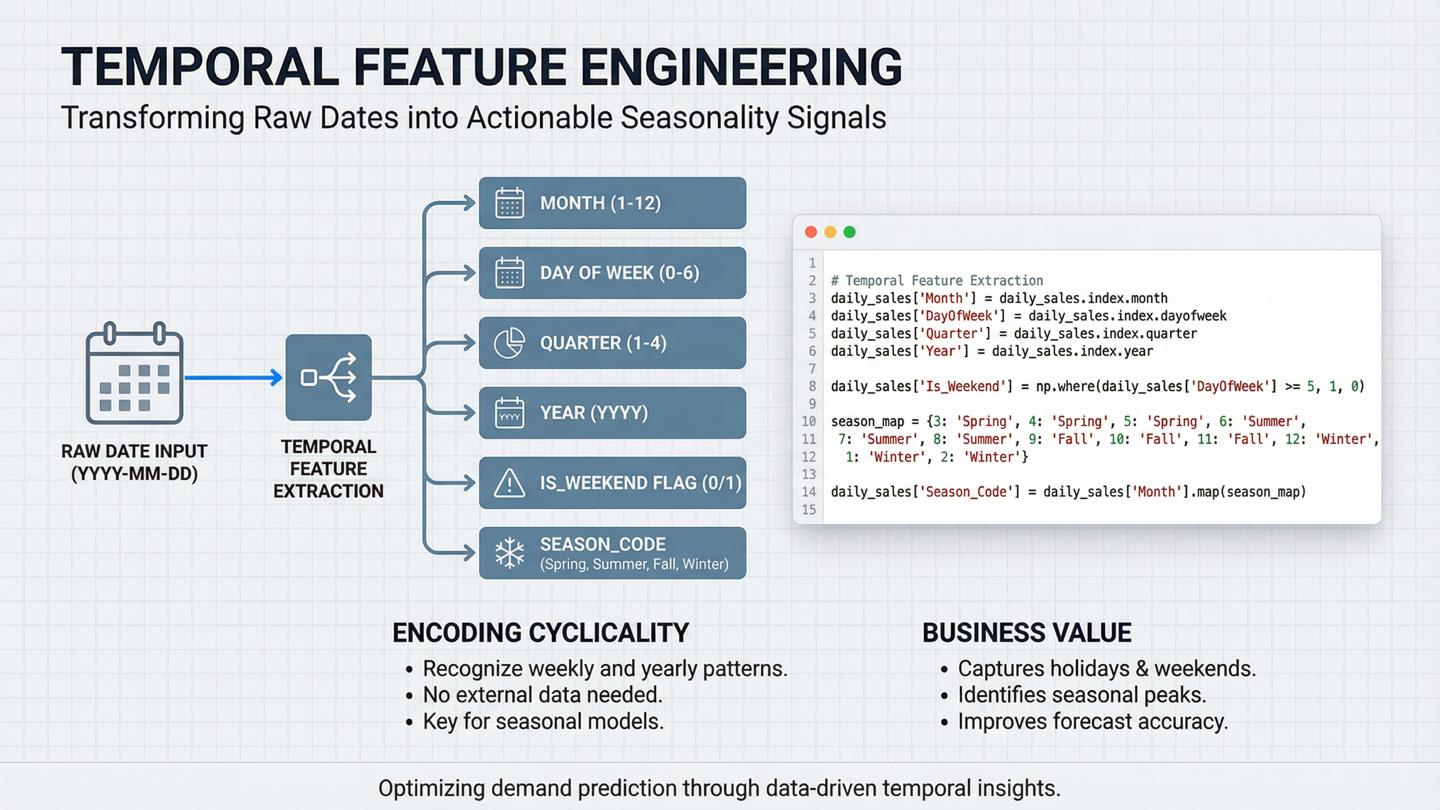 TEMPORAL FEATURE ENGINEERING
Transforming Raw Dates into Actionable Seasonality Signals
RAW DATE INPUT
(YYYY-MM-DD)
TEMPORAL
FEATURE
EXTRACTION
MONTH (1-12)
DAY OF WEEK (0-6)
QUARTER (1-4)
YYYY
YEAR (YYYY)
IS_WEEKEND FLAG (0/1)
SEASON_CODE
(Spring, Summer, Fall, Winter)
1
2 # Temporal Feature Extraction
3 daily_sales['Month'] = daily_sales.index.month
4 daily_sales['DayOfWeek'] = daily_sales.index.dayofweek
5 daily_sales['Quarter'] = daily_sales.index.quarter
6 daily_sales['Year'] = daily_sales.index.year
7
8 daily_sales['Is_Weekend'] = np.where(daily_sales['DayOfWeek'] >= 5, 1, 0)
9
10 season_map = {3: 'Spring', 4: 'Spring', 5: 'Spring', 6: 'Summer',
11 7: 'Summer', 8: 'Summer', 9: 'Fall', 10: 'Fall', 11: 'Fall', 12: 'Winter',
12 1: 'Winter', 2: 'Winter'}
13
14 daily_sales['Season_Code'] = daily_sales['Month'].map(season_map)
15
ENCODING CYCLICALITY
• Recognize weekly and yearly patterns.
• No external data needed.
• Key for seasonal models.
BUSINESS VALUE
• Captures holidays & weekends.
• Identifies seasonal peaks.
• Improves forecast accuracy.
Optimizing demand prediction through data-driven temporal insights.